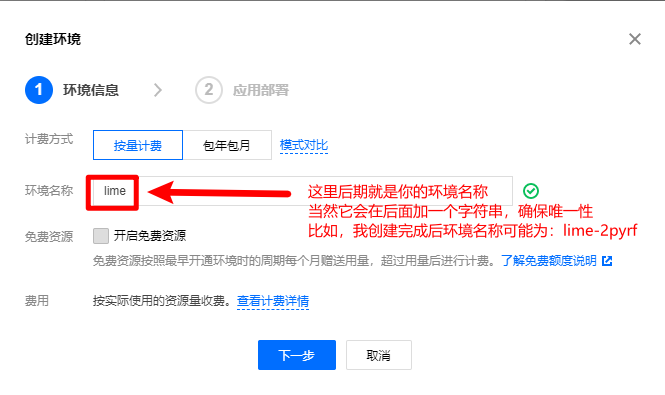 创建环境
1 环境信息 2 应用部署
计费方式 按量计费 包年包月 模式对比
环境名称 lime
这里后期就是你的环境名称
当然它会在后面加一个字符串，确保唯一性
比如，我创建完成后环境名称可能为：lime-2pyrf
免费资源 开启免费资源
免费资源按照最早开通环境时的周期每个月赠送用量，超过用量后进行计费。了解免费额度说明
费用 按实际使用的资源量收费。查看计费详情
下一步 取消